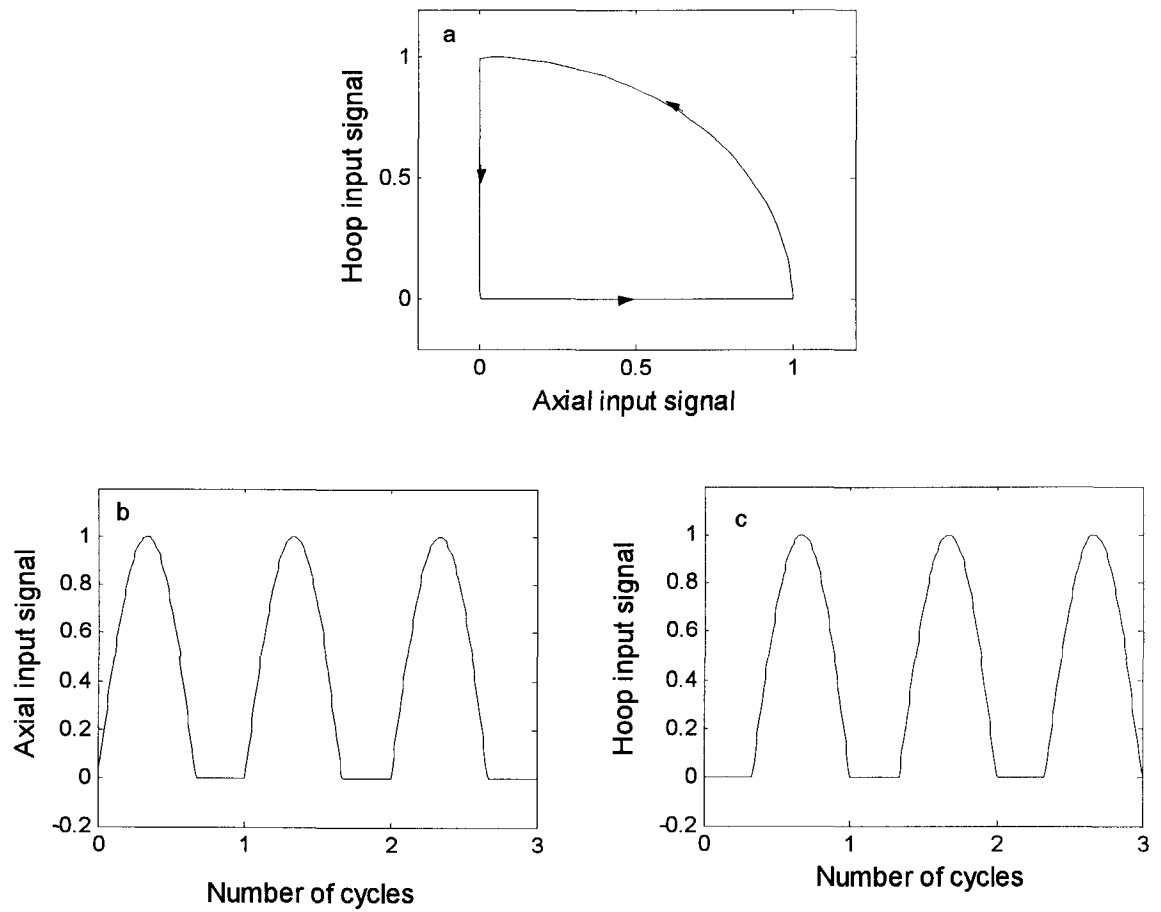 a
Hoop input signal
1
0.5
0
0 0.5 1
Axial input signal
b
Axial input signal
1
0.8
0.6
0.4
0.2
0
-0.2
0 1 2 3
Number of cycles
c
Hoop input signal
1
0.8
0.6
0.4
0.2
0
-0.2
0 1 2 3
Number of cycles